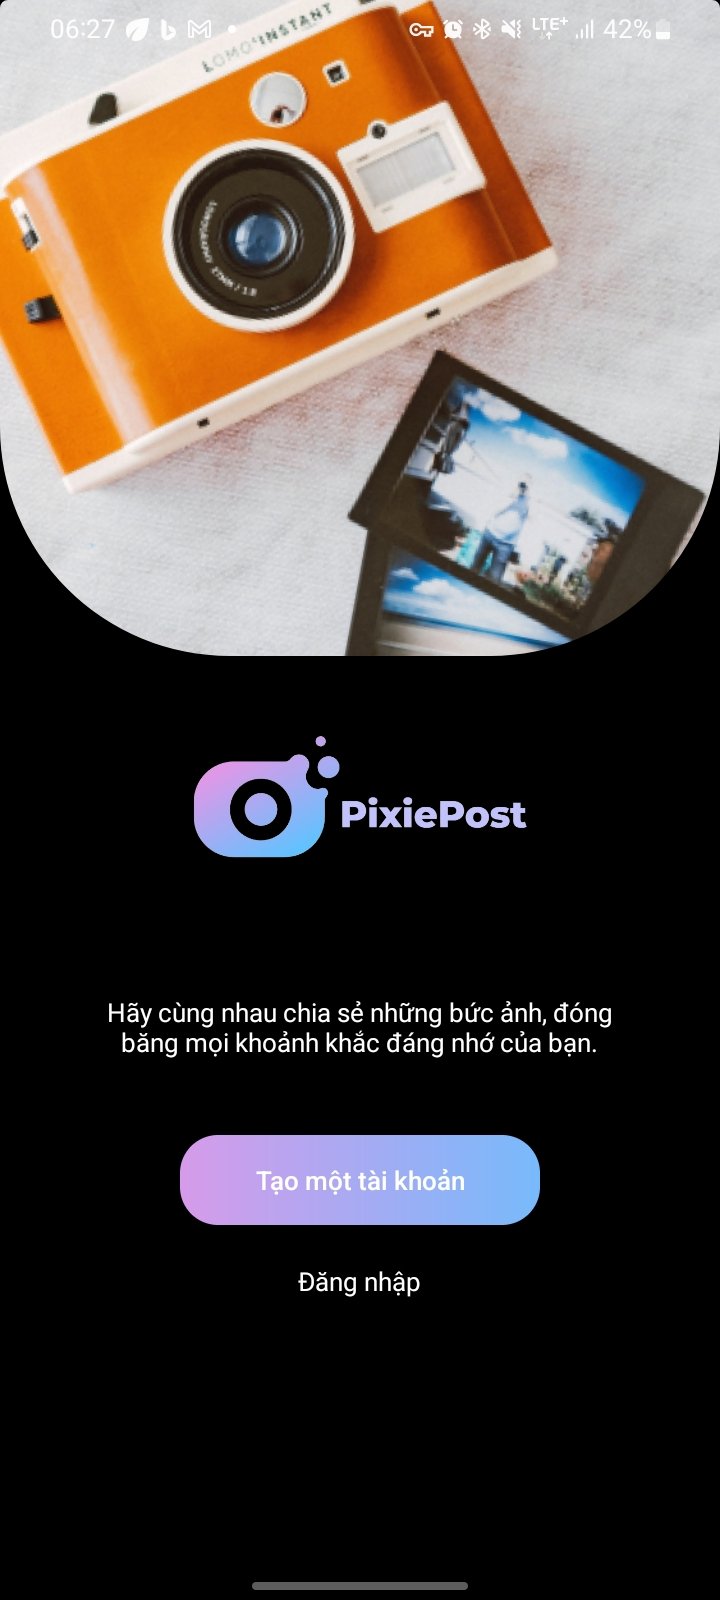 06:27
LTE+
42%
LOMO'INSTANT
PixiePost
Hãy cùng nhau chia sẻ những bức ảnh, đóng
băng mọi khoảnh khắc đáng nhớ của bạn.
Tạo một tài khoản
Đăng nhập